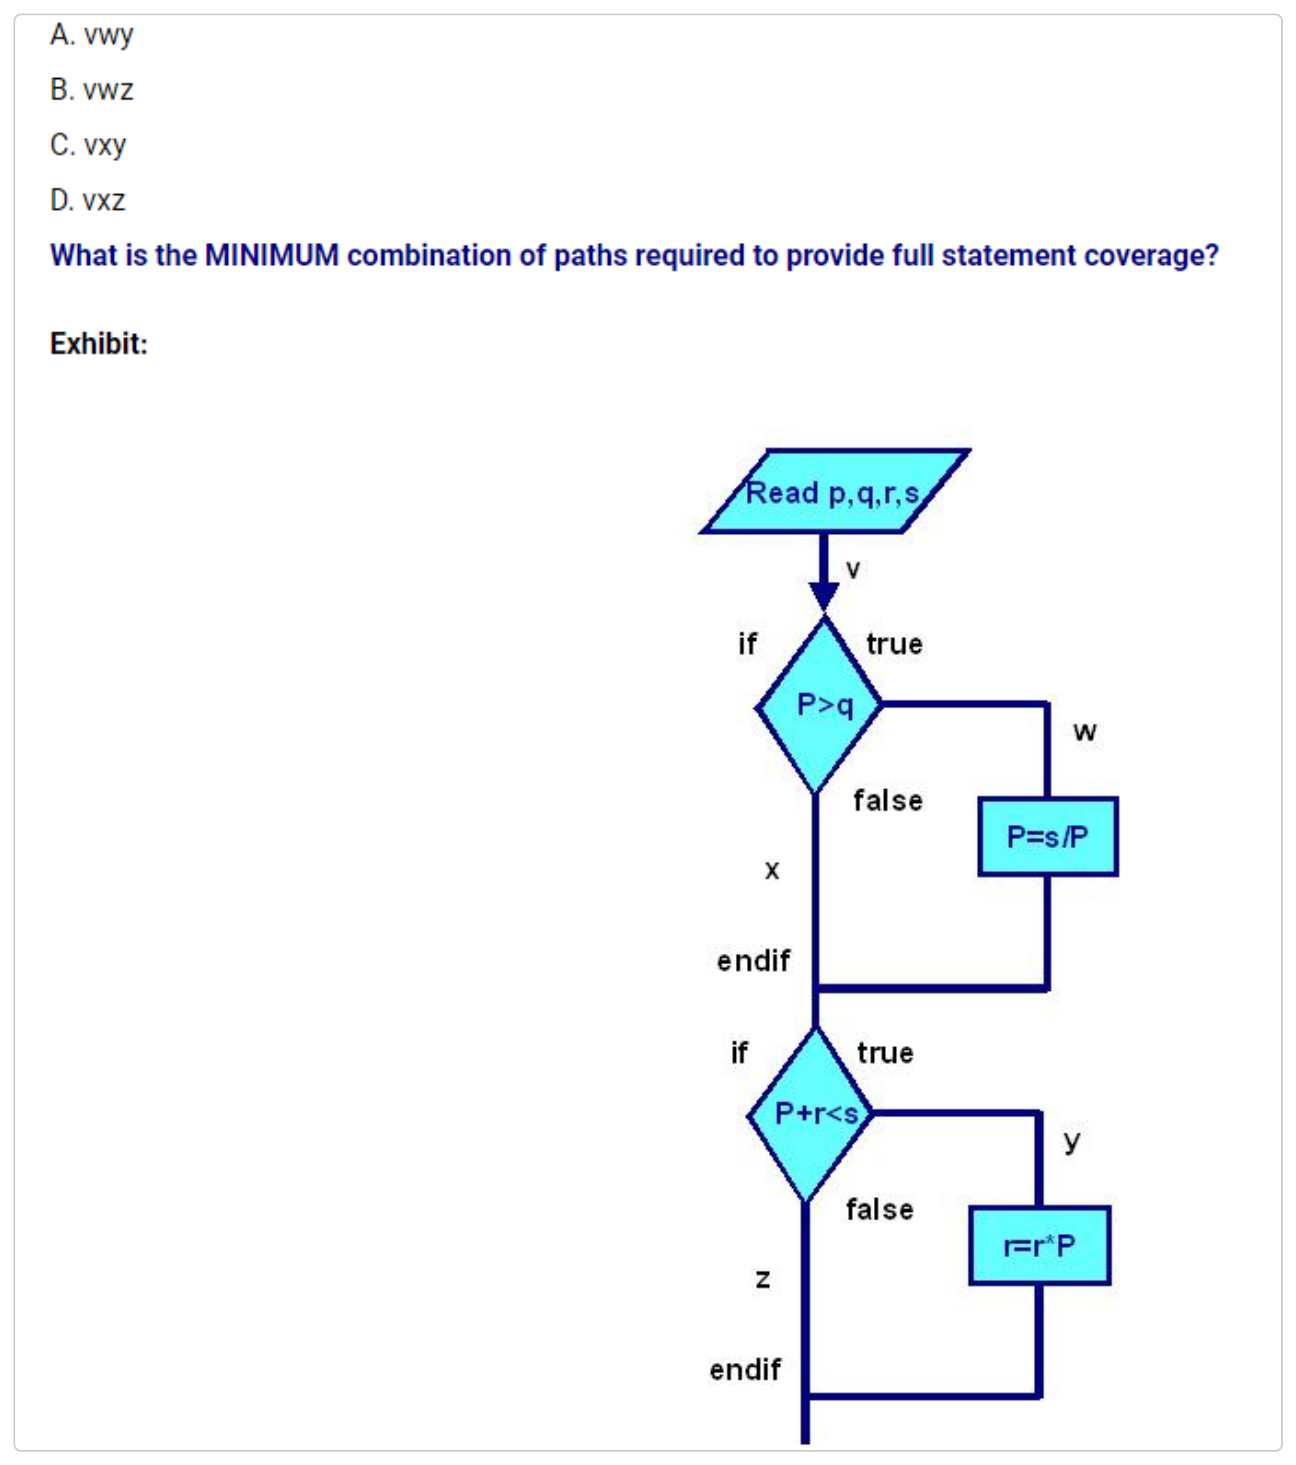 A. vwy
B. vwz
C. vxy
D. vxz
What is the MINIMUM combination of paths required to provide full statement coverage?
Exhibit:
Read p,q,r,s
v
if
true
P>q
w
false
P=s/P
x
endif
if
true
P+r<s
y
false
r=r*P
z
endif